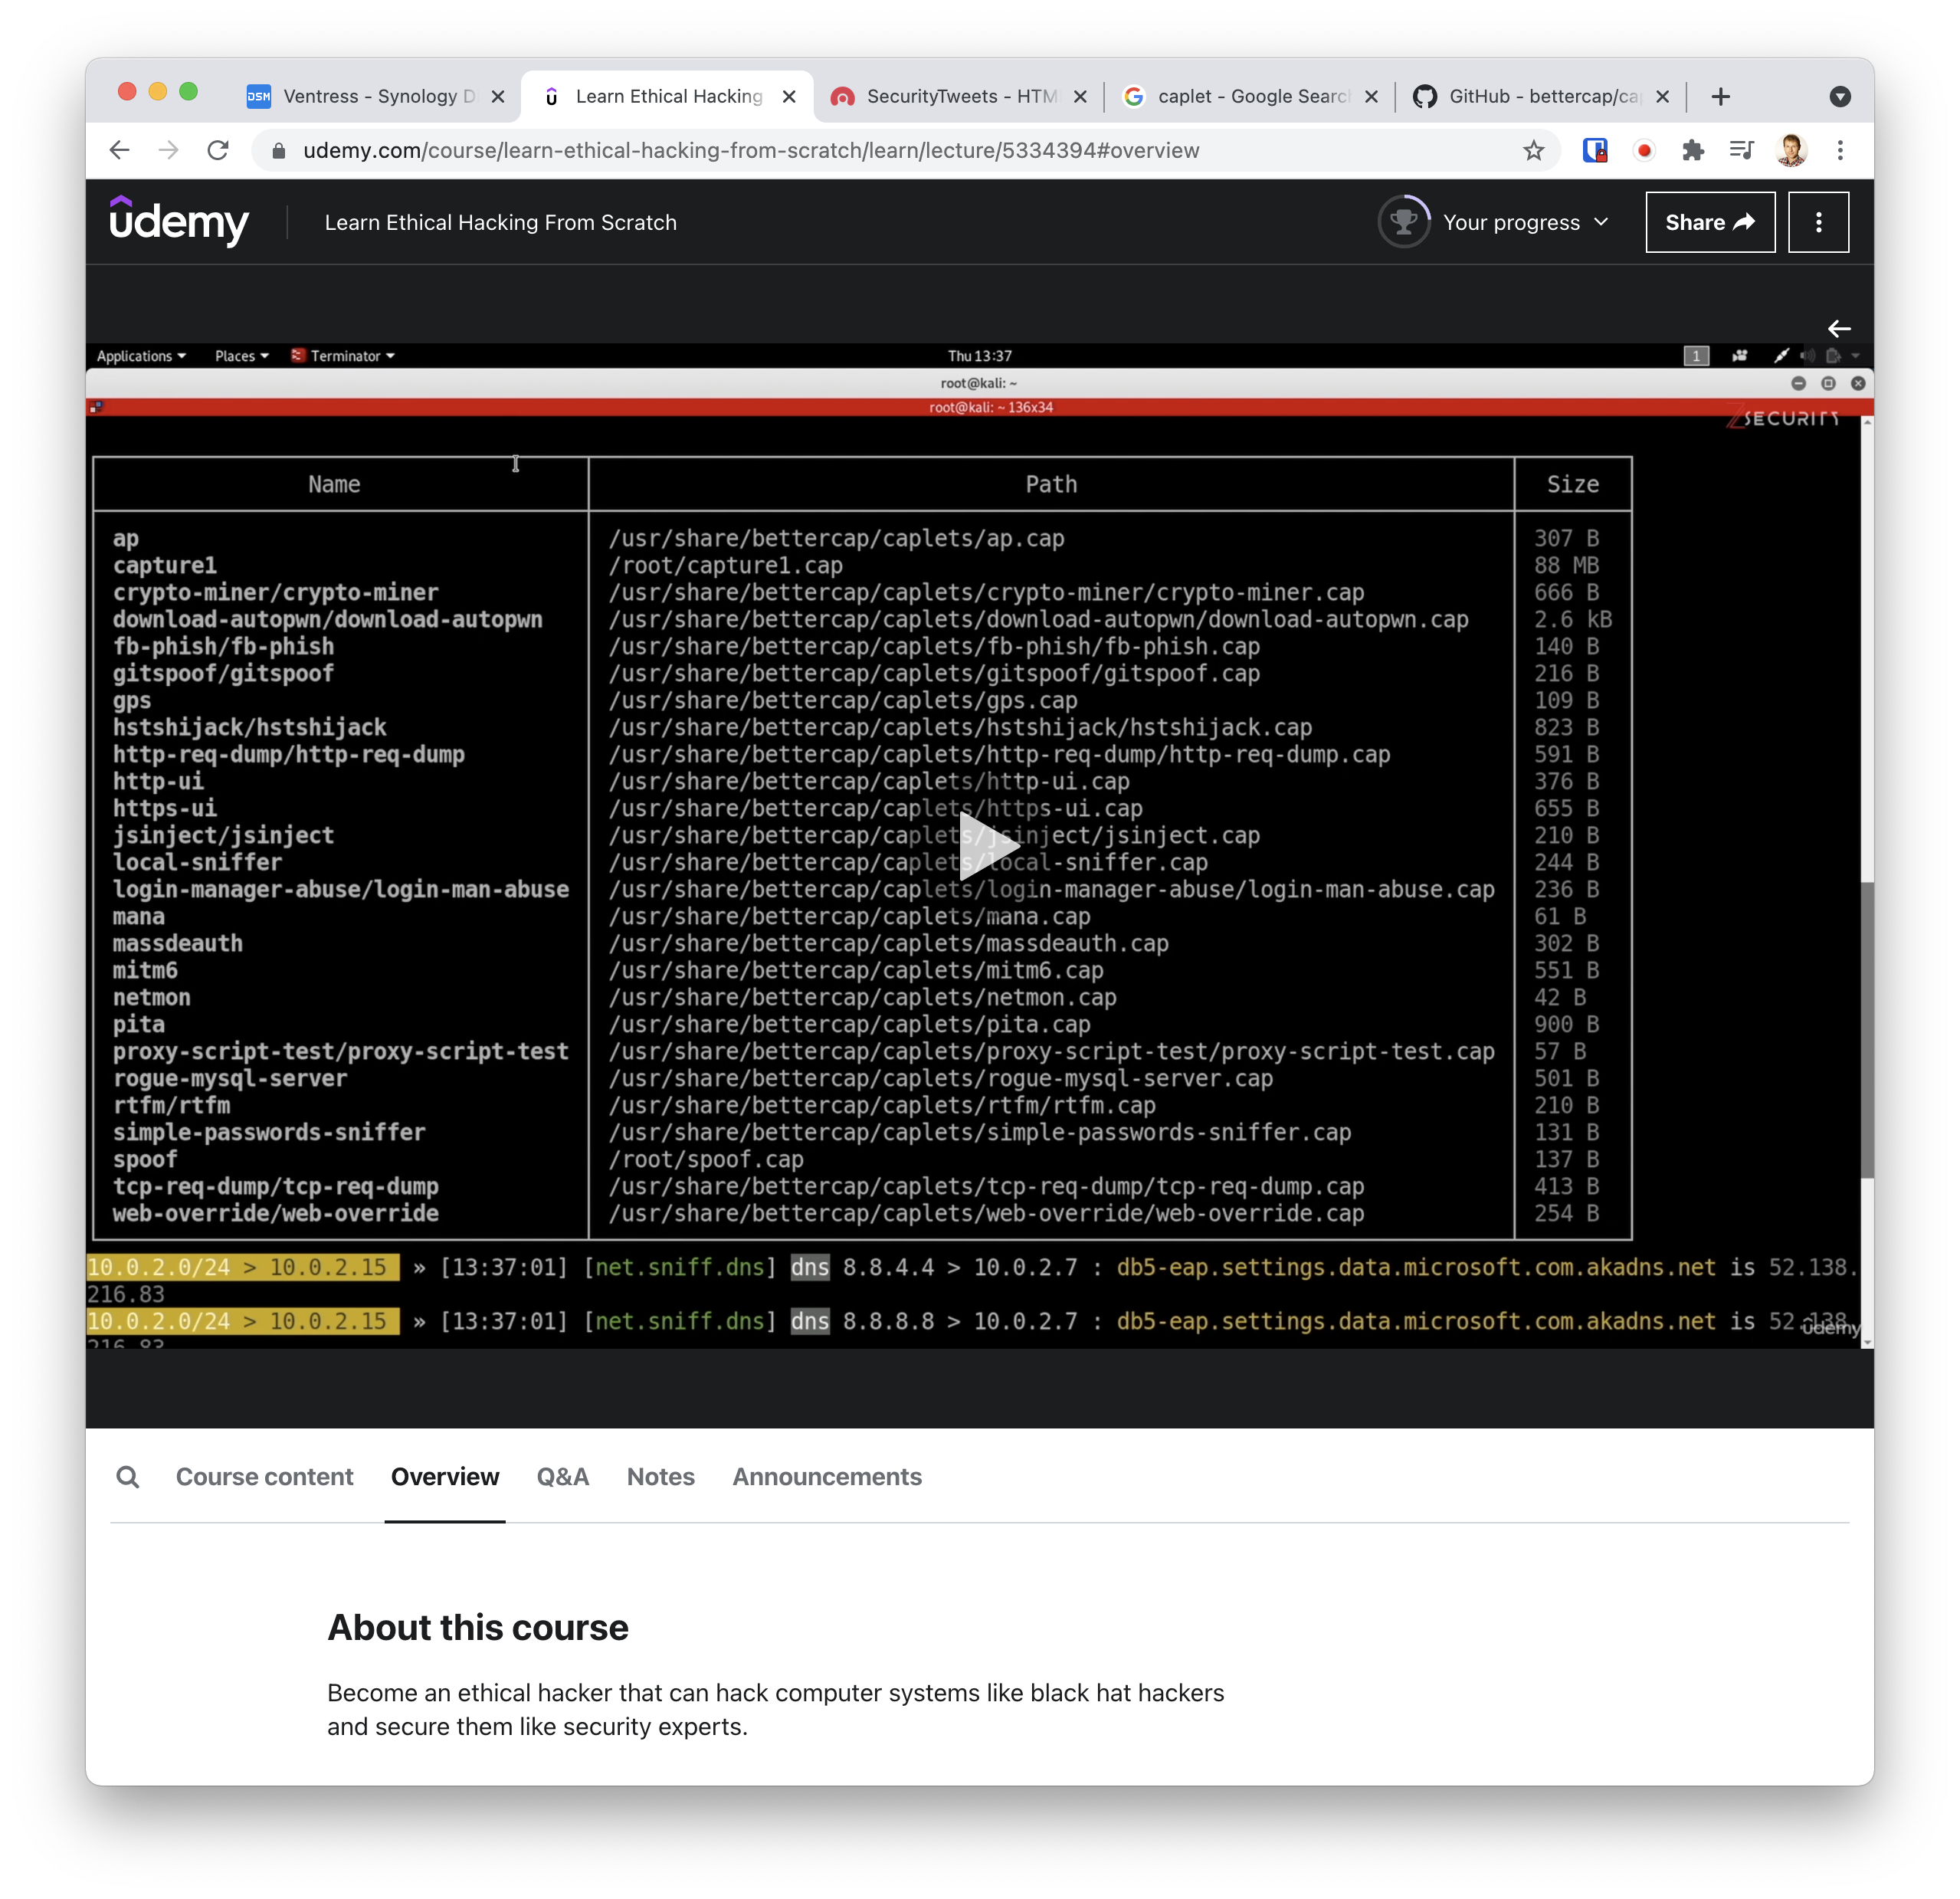 DSM Ventress - Synology D
Learn Ethical Hacking
SecurityTweets - HTM
caplet - Google Searc
GitHub - bettercap/ca
udemy.com/course/learn-ethical-hacking-from-scratch/learn/lecture/5334394#overview
udemy
Learn Ethical Hacking From Scratch
Your progress
Share
Applications Places Terminator Thu 13:37 1
root@kali: ~
root@kali: ~ 136x34
ZSECURITY
Name Path Size
ap /usr/share/bettercap/caplets/ap.cap 307 B
capture1 /root/capture1.cap 88 MB
crypto-miner/crypto-miner /usr/share/bettercap/caplets/crypto-miner/crypto-miner.cap 666 B
download-autopwn/download-autopwn /usr/share/bettercap/caplets/download-autopwn/download-autopwn.cap 2.6 kB
fb-phish/fb-phish /usr/share/bettercap/caplets/fb-phish/fb-phish.cap 140 B
gitspoof/gitspoof /usr/share/bettercap/caplets/gitspoof/gitspoof.cap 216 B
gps /usr/share/bettercap/caplets/gps.cap 109 B
hstshijack/hstshijack /usr/share/bettercap/caplets/hstshijack/hstshijack.cap 823 B
http-req-dump/http-req-dump /usr/share/bettercap/caplets/http-req-dump/http-req-dump.cap 591 B
http-ui /usr/share/bettercap/caplets/http-ui.cap 376 B
https-ui /usr/share/bettercap/caplets/https-ui.cap 655 B
jsinject/jsinject /usr/share/bettercap/caplets/jsinject/jsinject.cap 210 B
local-sniffer /usr/share/bettercap/caplets/local-sniffer.cap 244 B
login-manager-abuse/login-man-abuse /usr/share/bettercap/caplets/login-manager-abuse/login-man-abuse.cap 236 B
mana /usr/share/bettercap/caplets/mana.cap 61 B
massdeauth /usr/share/bettercap/caplets/massdeauth.cap 302 B
mitm6 /usr/share/bettercap/caplets/mitm6.cap 551 B
netmon /usr/share/bettercap/caplets/netmon.cap 42 B
pita /usr/share/bettercap/caplets/pita.cap 900 B
proxy-script-test/proxy-script-test /usr/share/bettercap/caplets/proxy-script-test/proxy-script-test.cap 57 B
rogue-mysql-server /usr/share/bettercap/caplets/rogue-mysql-server.cap 501 B
rtfm/rtfm /usr/share/bettercap/caplets/rtfm/rtfm.cap 210 B
simple-passwords-sniffer /usr/share/bettercap/caplets/simple-passwords-sniffer.cap 131 B
spoof /root/spoof.cap 137 B
tcp-req-dump/tcp-req-dump /usr/share/bettercap/caplets/tcp-req-dump/tcp-req-dump.cap 413 B
web-override/web-override /usr/share/bettercap/caplets/web-override/web-override.cap 254 B
10.0.2.0/24 > 10.0.2.15 » [13:37:01] [net.sniff.dns] dns 8.8.4.4 > 10.0.2.7 : db5-eap.settings.data.microsoft.com.akadns.net is 52.138.
216.83
10.0.2.0/24 > 10.0.2.15 » [13:37:01] [net.sniff.dns] dns 8.8.8.8 > 10.0.2.7 : db5-eap.settings.data.microsoft.com.akadns.net is 52.138.
216.83
udemy
Course content Overview Q&A Notes Announcements
About this course
Become an ethical hacker that can hack computer systems like black hat hackers
and secure them like security experts.